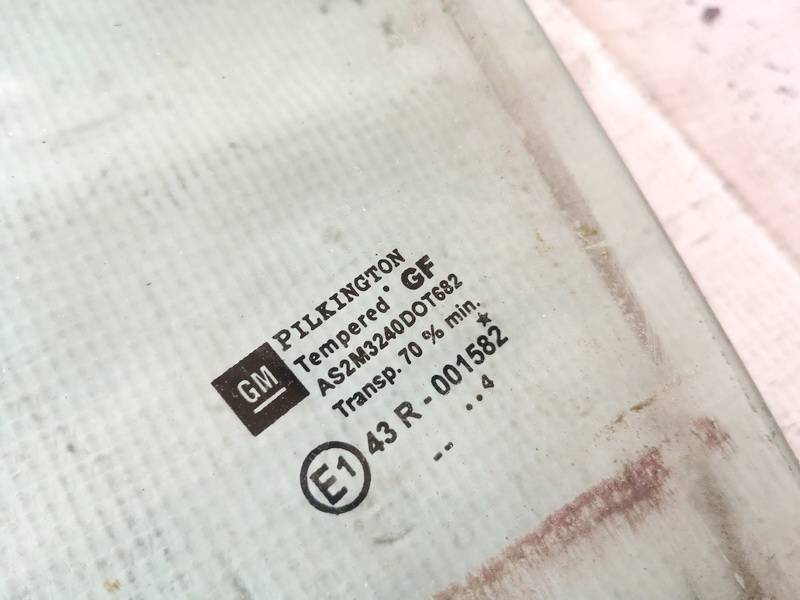 GM
PILKINGTON
Tempered GF
AS2M3240DOT682
Transp. 70 % min.
E1 43 R - 001582
-- ..4